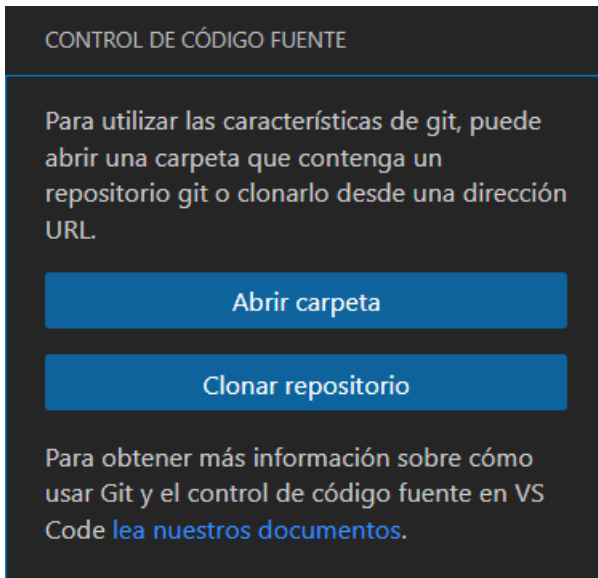 CONTROL DE CÓDIGO FUENTE
Para utilizar las características de git, puede
abrir una carpeta que contenga un
repositorio git o clonarlo desde una dirección
URL.
Abrir carpeta
Clonar repositorio
Para obtener más información sobre cómo
usar Git y el control de código fuente en VS
Code lea nuestros documentos.